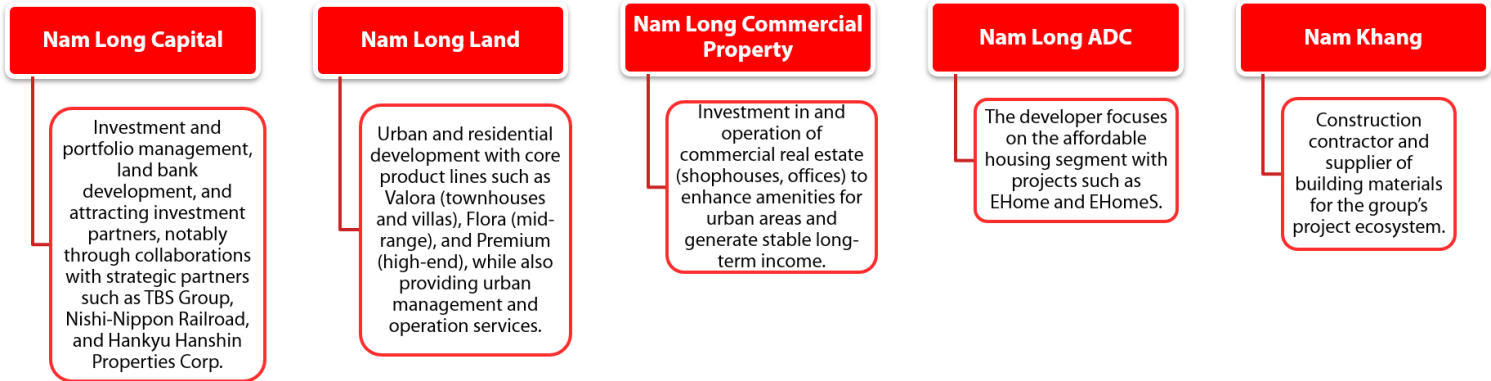 Nam Long Capital
Investment and
portfolio management,
land bank
development, and
attracting investment
partners, notably
through collaborations
with strategic partners
such as TBS Group,
Nishi-Nippon Railroad,
and Hankyu Hanshin
Properties Corp.
Nam Long Land
Urban and residential
development with core
product lines such as
Valora (townhouses
and villas), Flora (mid-
range), and Premium
(high-end), while also
providing urban
management and
operation services.
Nam Long Commercial
Property
Investment in and
operation of
commercial real estate
(shophouses, offices) to
enhance amenities for
urban areas and
generate stable long-
term income.
Nam Long ADC
The developer focuses
on the affordable
housing segment with
projects such as
EHome and EHomeS.
Nam Khang
Construction
contractor and
supplier of
building materials
for the group’s
project ecosystem.